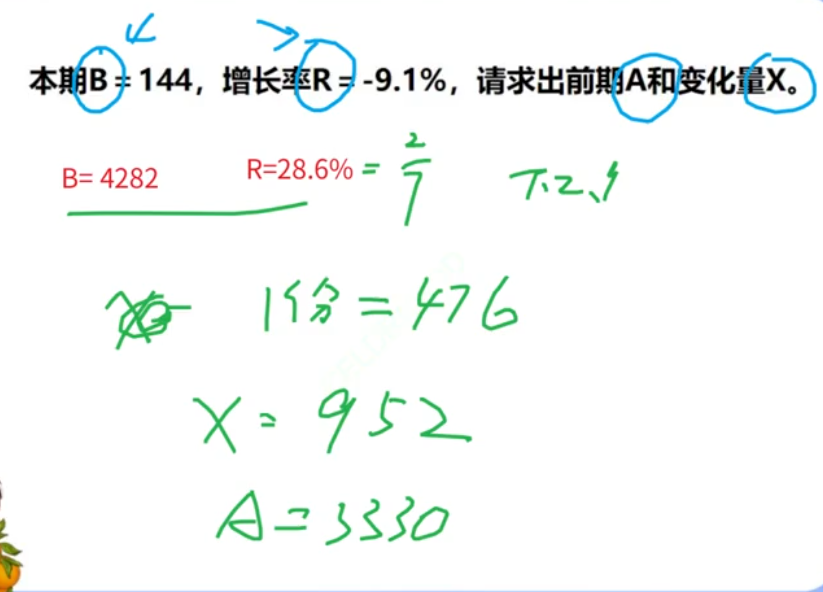 本期B = 144，增长率R = -9.1%，请求出前期A和变化量X。
B= 4282 R=28.6% = 2/7 7、2、9
1份 = 476
X = 952
A = 3330